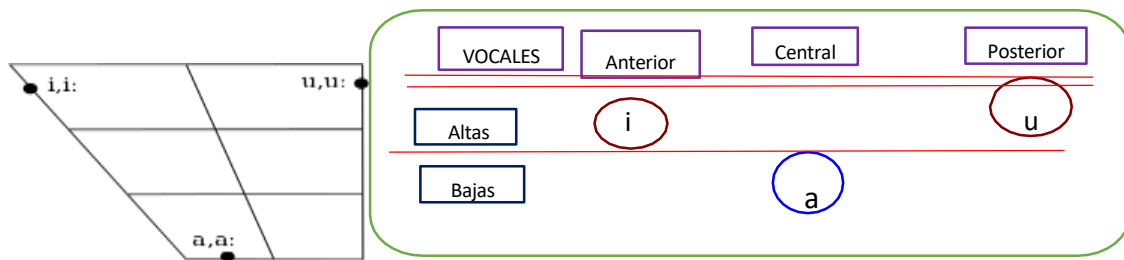 i,i:
u,u:
a,a:
VOCALES Anterior Central Posterior
Altas i u
Bajas a